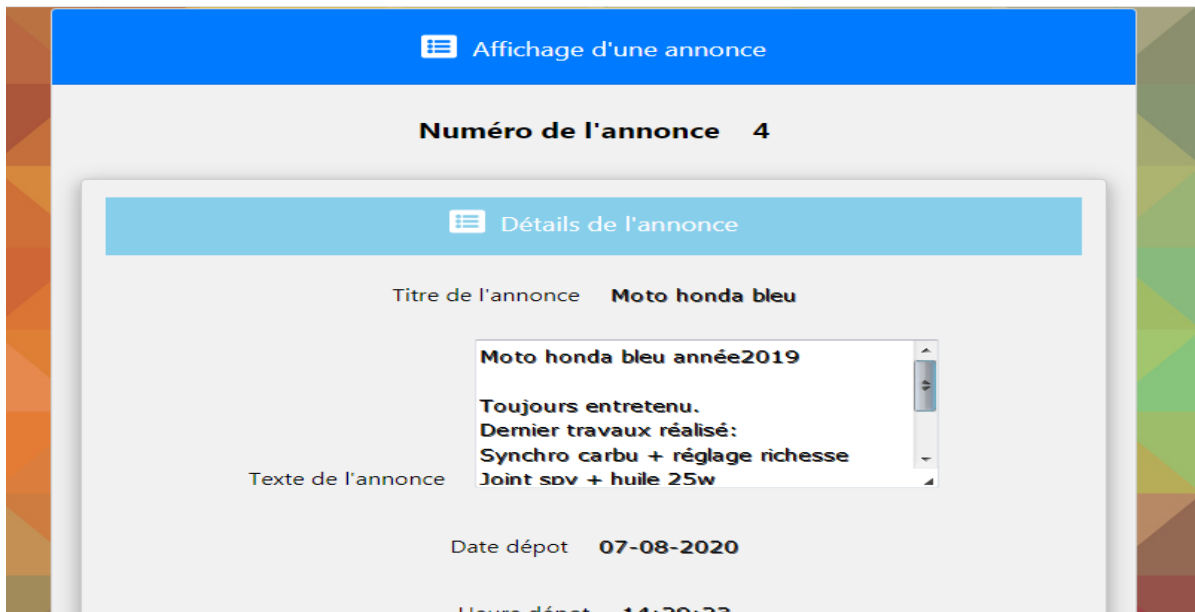 Affichage d'une annonce
Numéro de l'annonce 4
Détails de l'annonce
Titre de l'annonce Moto honda bleu
Moto honda bleu année2019
Toujours entretenu.
Dernier travaux réalisé:
Synchro carbu + réglage richesse
Texte de l'annonce Joint spy + huile 25w
Date dépot 07-08-2020
Heure dépot